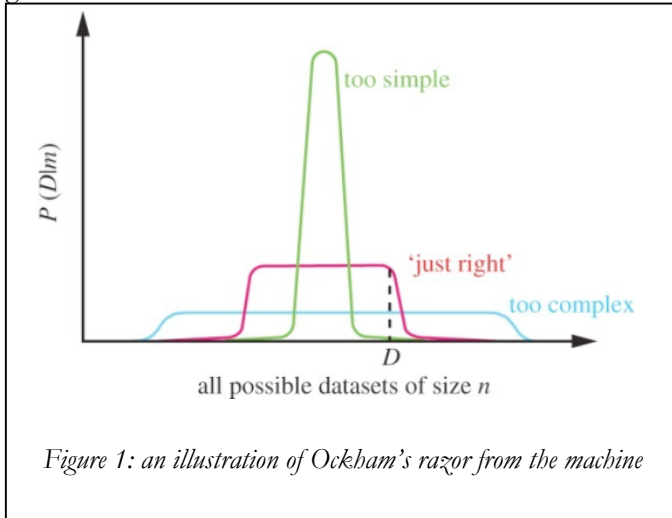 too simple
P (D|m)
'just right'
too complex
D
all possible datasets of size n
Figure 1: an illustration of Ockham's razor from the machine